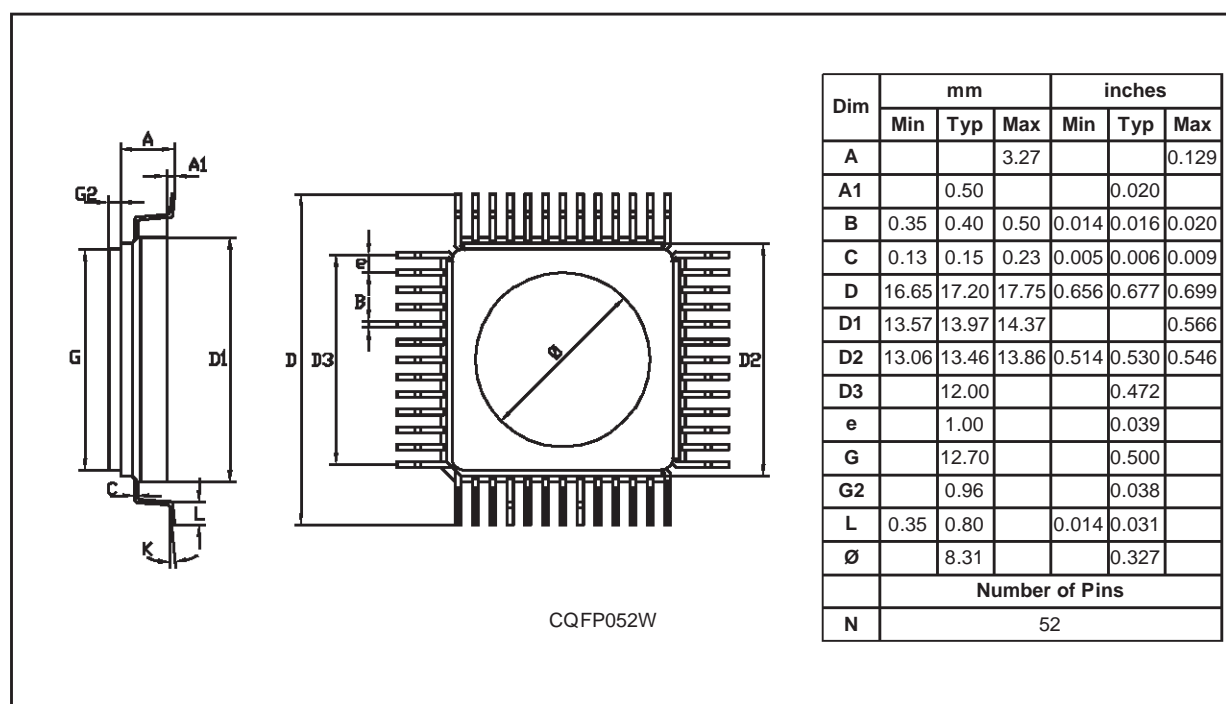 A
A1
G2
G
D1
C
L
K
e
B
D
D3
Ø
D2
CQFP052W
Dim mm inches
Min Typ Max Min Typ Max
A 3.27 0.129
A1 0.50 0.020
B 0.35 0.40 0.50 0.014 0.016 0.020
C 0.13 0.15 0.23 0.005 0.006 0.009
D 16.65 17.20 17.75 0.656 0.677 0.699
D1 13.57 13.97 14.37 0.566
D2 13.06 13.46 13.86 0.514 0.530 0.546
D3 12.00 0.472
e 1.00 0.039
G 12.70 0.500
G2 0.96 0.038
L 0.35 0.80 0.014 0.031
Ø 8.31 0.327
Number of Pins
N 52